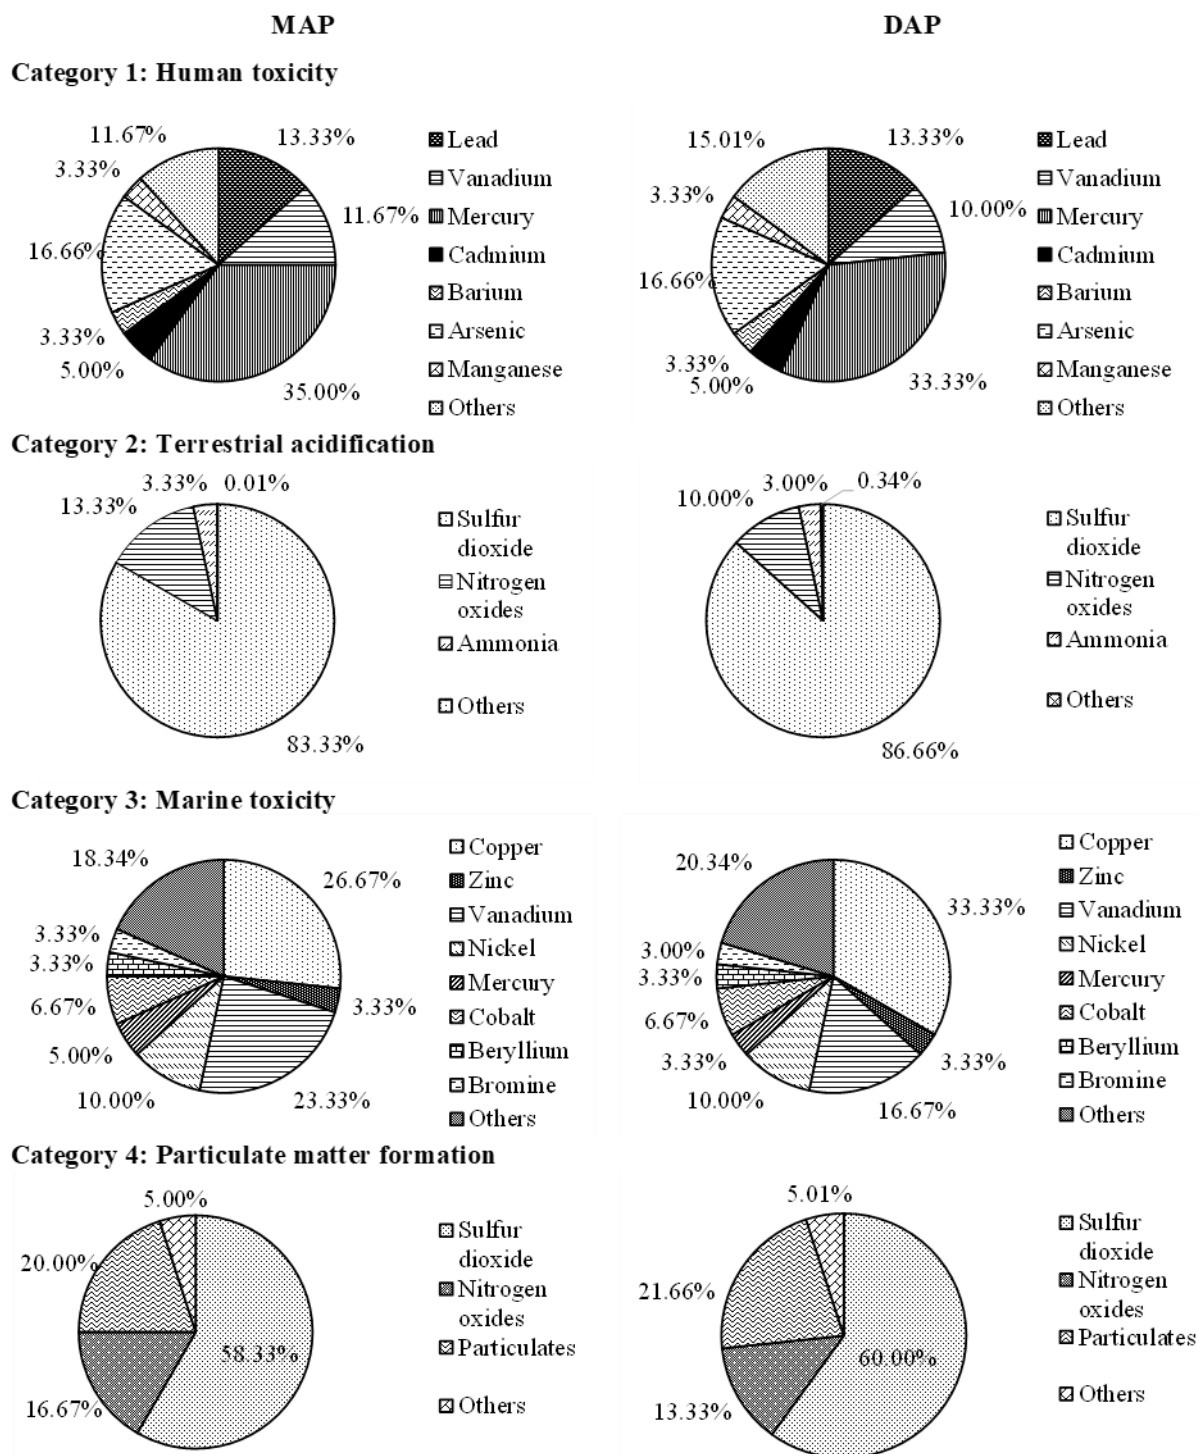 MAP
DAP
Category 1: Human toxicity
11.67%
13.33%
3.33%
11.67%
16.66%
3.33%
5.00%
35.00%
Lead
Vanadium
Mercury
Cadmium
Barium
Arsenic
Manganese
Others
15.01%
13.33%
3.33%
10.00%
16.66%
3.33%
5.00%
33.33%
Lead
Vanadium
Mercury
Cadmium
Barium
Arsenic
Manganese
Others
Category 2: Terrestrial acidification
3.33%
0.01%
13.33%
83.33%
Sulfur
dioxide
Nitrogen
oxides
Ammonia
Others
3.00%
0.34%
10.00%
86.66%
Sulfur
dioxide
Nitrogen
oxides
Ammonia
Others
Category 3: Marine toxicity
18.34%
26.67%
3.33%
3.33%
6.67%
3.33%
5.00%
10.00%
23.33%
Copper
Zinc
Vanadium
Nickel
Mercury
Cobalt
Beryllium
Bromine
Others
20.34%
33.33%
3.00%
3.33%
6.67%
3.33%
3.33%
10.00%
16.67%
Copper
Zinc
Vanadium
Nickel
Mercury
Cobalt
Beryllium
Bromine
Others
Category 4: Particulate matter formation
5.00%
20.00%
58.33%
16.67%
Sulfur
dioxide
Nitrogen
oxides
Particulates
Others
5.01%
21.66%
60.00%
13.33%
Sulfur
dioxide
Nitrogen
oxides
Particulates
Others